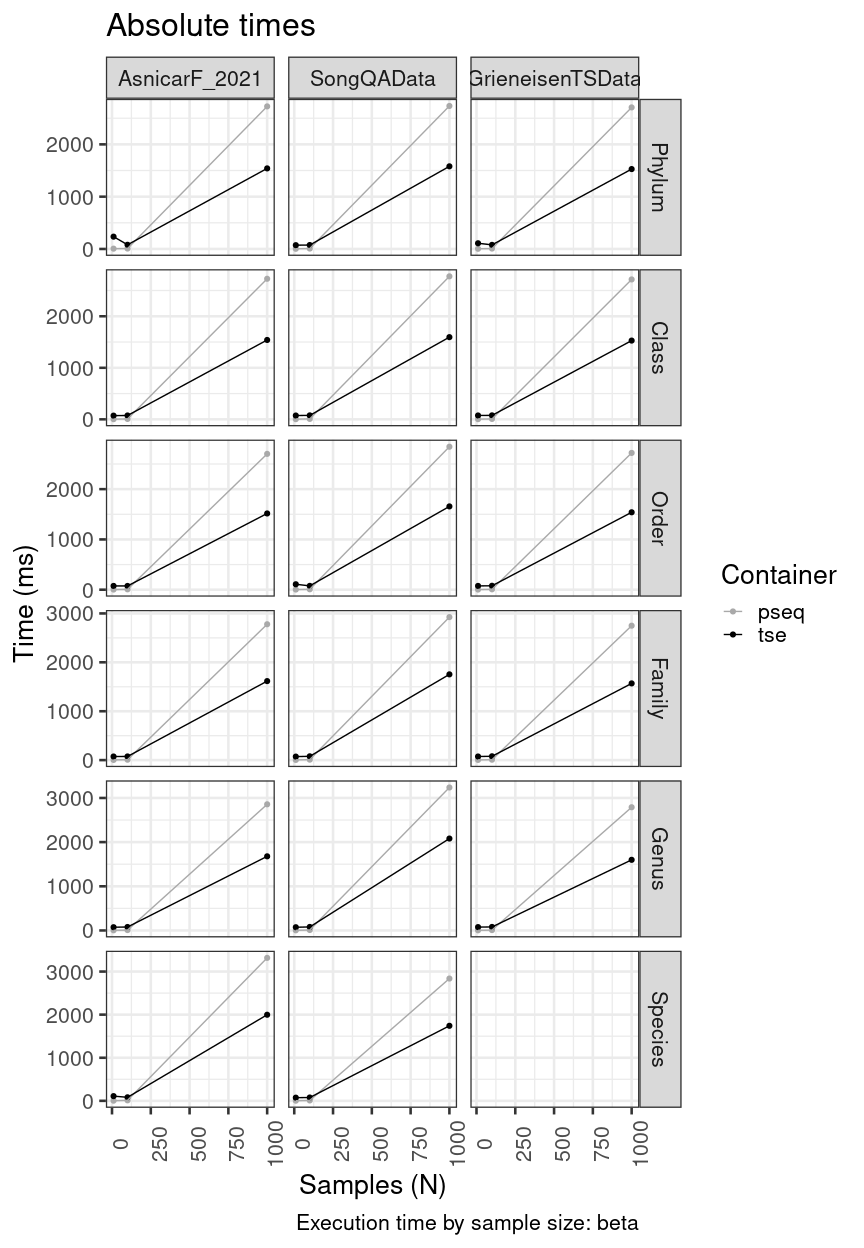 Absolute times
AsnicarF_2021 SongQAData GrieneisenTSData
2000
1000
0
Phylum
2000
1000
0
Class
2000
1000
0
Order
3000
2000
1000
0
Family
3000
2000
1000
0
Genus
3000
2000
1000
0
Species
Time (ms)
0 250 500 750 1000 0 250 500 750 1000 0 250 500 750 1000
Samples (N)
Execution time by sample size: beta
Container
pseq
tse